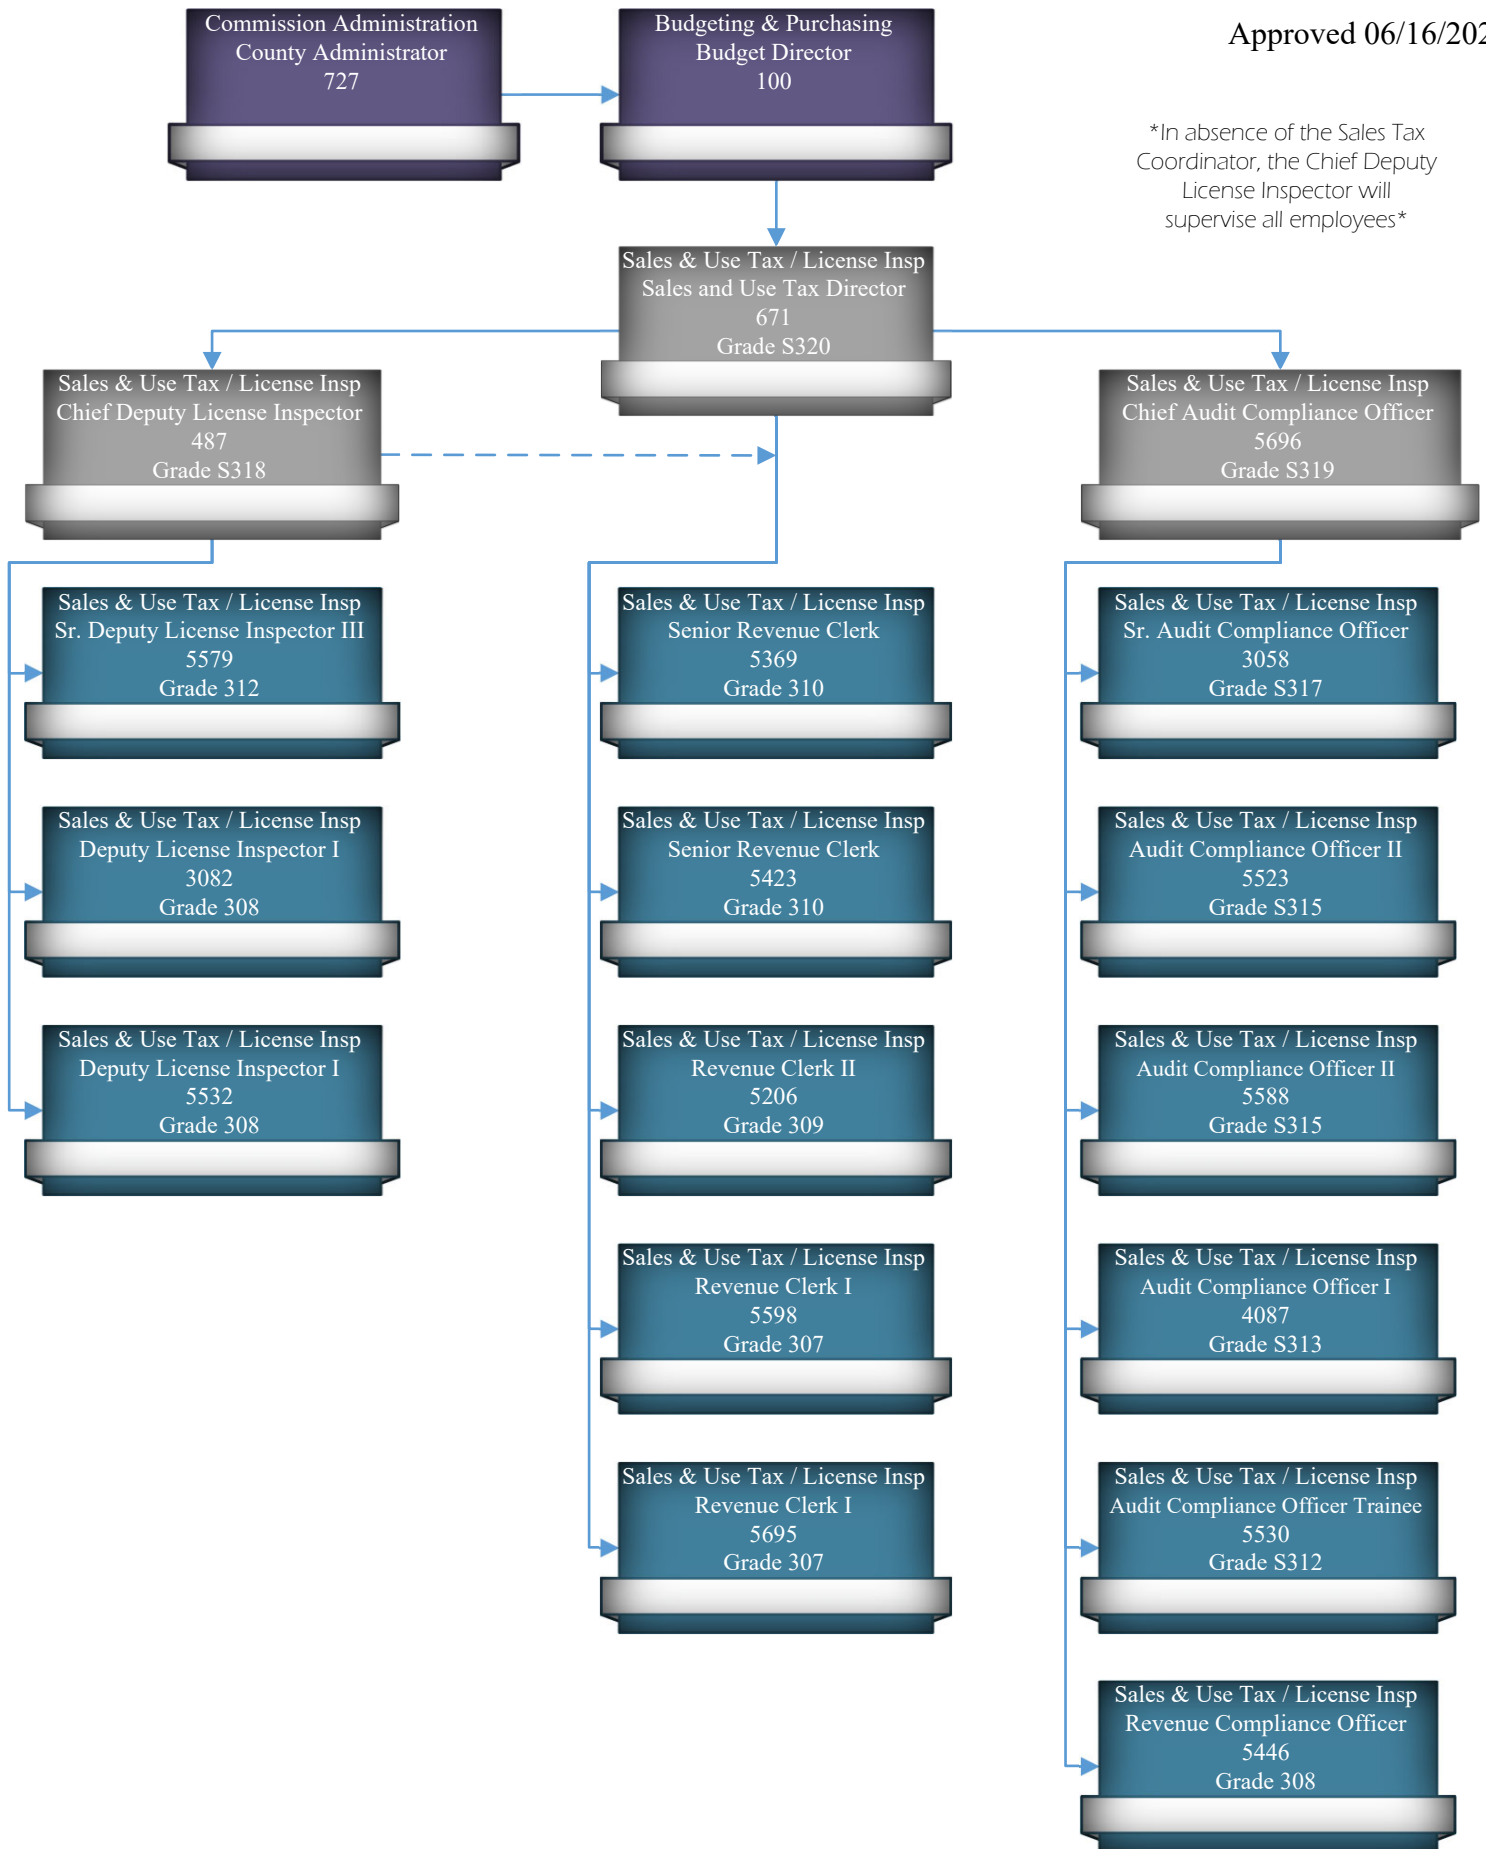 Commission Administration
County Administrator
727
Budgeting & Purchasing
Budget Director
100
Approved 06/16/202
*In absence of the Sales Tax
Coordinator, the Chief Deputy
License Inspector will
supervise all employees*
Sales & Use Tax / License Insp
Sales and Use Tax Director
671
Grade S320
Sales & Use Tax / License Insp
Chief Deputy License Inspector
487
Grade S318
Sales & Use Tax / License Insp
Chief Audit Compliance Officer
5696
Grade S319
Sales & Use Tax / License Insp
Sr. Deputy License Inspector III
5579
Grade 312
Sales & Use Tax / License Insp
Deputy License Inspector I
3082
Grade 308
Sales & Use Tax / License Insp
Deputy License Inspector I
5532
Grade 308
Sales & Use Tax / License Insp
Senior Revenue Clerk
5369
Grade 310
Sales & Use Tax / License Insp
Senior Revenue Clerk
5423
Grade 310
Sales & Use Tax / License Insp
Revenue Clerk II
5206
Grade 309
Sales & Use Tax / License Insp
Revenue Clerk I
5598
Grade 307
Sales & Use Tax / License Insp
Revenue Clerk I
5695
Grade 307
Sales & Use Tax / License Insp
Sr. Audit Compliance Officer
3058
Grade S317
Sales & Use Tax / License Insp
Audit Compliance Officer II
5523
Grade S315
Sales & Use Tax / License Insp
Audit Compliance Officer II
5588
Grade S315
Sales & Use Tax / License Insp
Audit Compliance Officer I
4087
Grade S313
Sales & Use Tax / License Insp
Audit Compliance Officer Trainee
5530
Grade S312
Sales & Use Tax / License Insp
Revenue Compliance Officer
5446
Grade 308